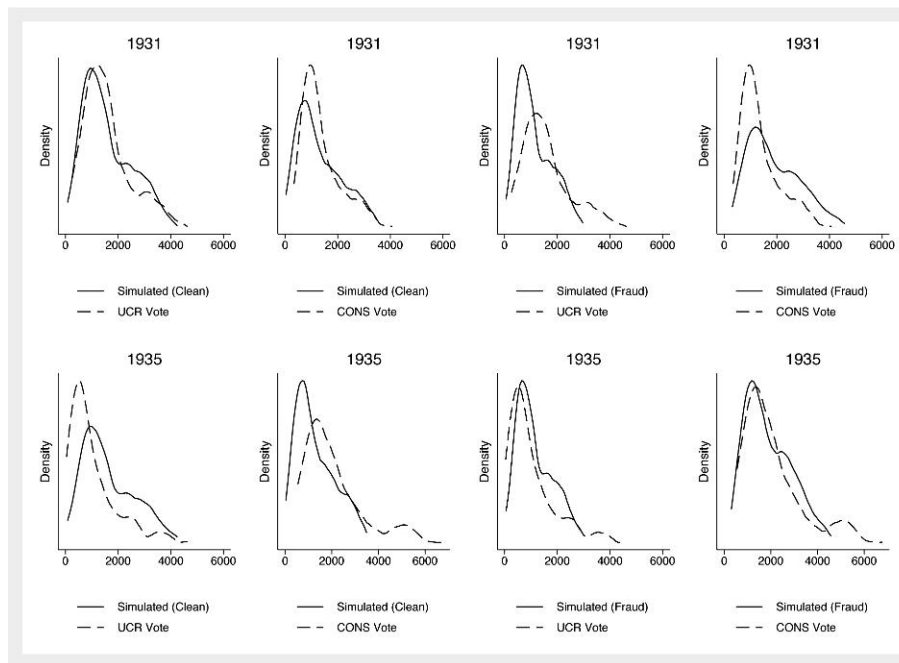 1931 1931 1931 1931
Density Density Density Density
0 2000 4000 6000 0 2000 4000 6000 0 2000 4000 6000 0 2000 4000 6000
Simulated (Clean) Simulated (Clean) Simulated (Fraud) Simulated (Fraud)
UCR Vote CONS Vote UCR Vote CONS Vote
1935 1935 1935 1935
Density Density Density Density
0 2000 4000 6000 0 2000 4000 6000 0 2000 4000 6000 0 2000 4000 6000
Simulated (Clean) Simulated (Clean) Simulated (Fraud) Simulated (Fraud)
UCR Vote CONS Vote UCR Vote CONS Vote